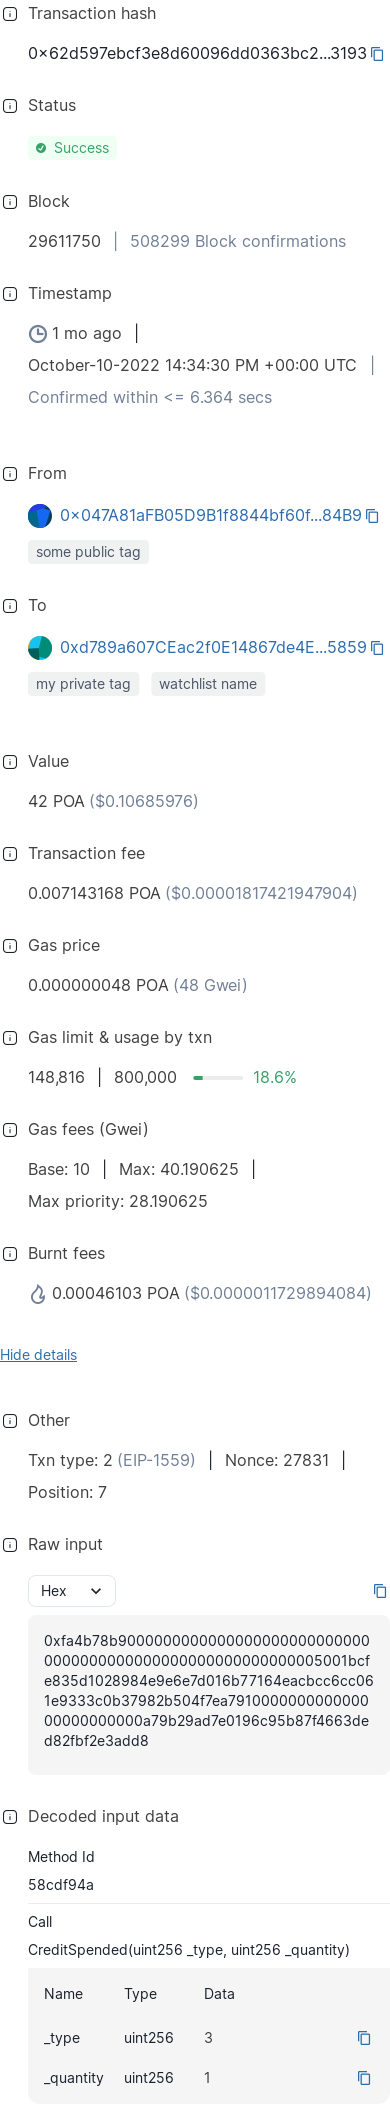 Transaction hash
0x62d597ebcf3e8d60096dd0363bc2...3193
Status
Success
Block
29611750 | 508299 Block confirmations
Timestamp
1 mo ago |
October-10-2022 14:34:30 PM +00:00 UTC |
Confirmed within <= 6.364 secs
From
0x047A81aFB05D9B1f8844bf60f...84B9
some public tag
To
0xd789a607CEac2f0E14867de4E...5859
my private tag watchlist name
Value
42 POA ($0.10685976)
Transaction fee
0.007143168 POA ($0.00001817421947904)
Gas price
0.000000048 POA (48 Gwei)
Gas limit & usage by txn
148,816 | 800,000 18.6%
Gas fees (Gwei)
Base: 10 | Max: 40.190625 |
Max priority: 28.190625
Burnt fees
0.00046103 POA ($0.0000011729894084)
Hide details
Other
Txn type: 2 (EIP-1559) | Nonce: 27831 |
Position: 7
Raw input
Hex
0xfa4b78b90000000000000000000000000
00000000000000000000000000005001bcf
e835d1028984e9e6e7d016b77164eacbcc6cc06
1e9333c0b37982b504f7ea7910000000000000
00000000000a79b29ad7e0196c95b87f4663de
d82fbf2e3add8
Decoded input data
Method Id
58cdf94a
Call
CreditSpended(uint256 _type, uint256 _quantity)
Name Type Data
_type uint256 3
_quantity uint256 1